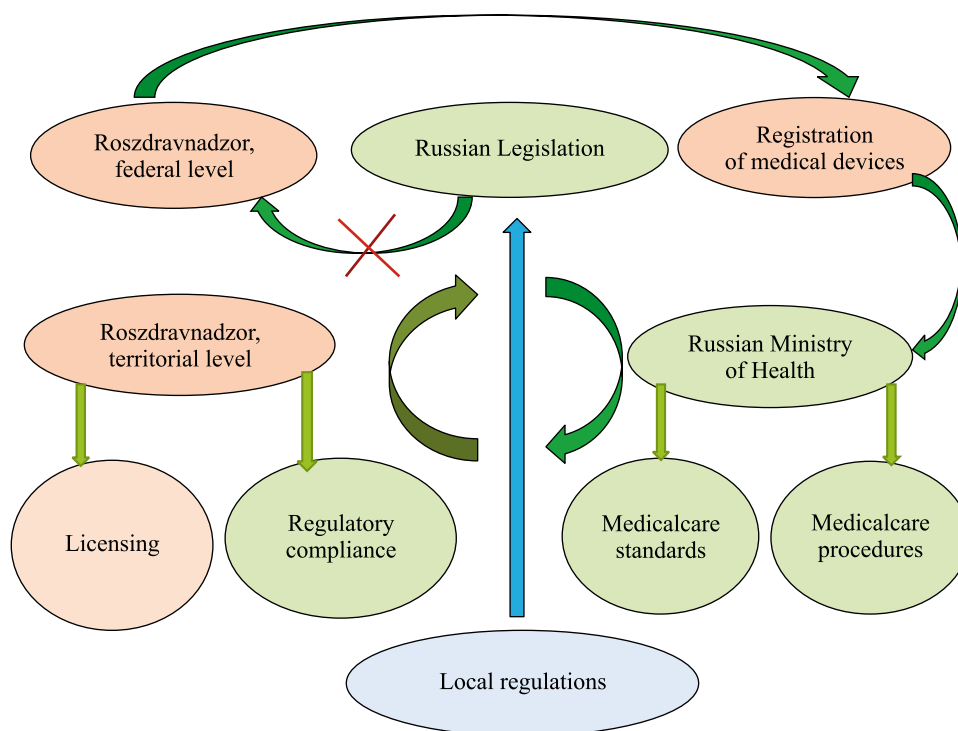 Roszdravnadzor,
federal level
Russian Legislation
Registration
of medical devices
Roszdravnadzor,
territorial level
Russian Ministry
of Health
Licensing
Regulatory
compliance
Medicalcare
standards
Medicalcare
procedures
Local regulations